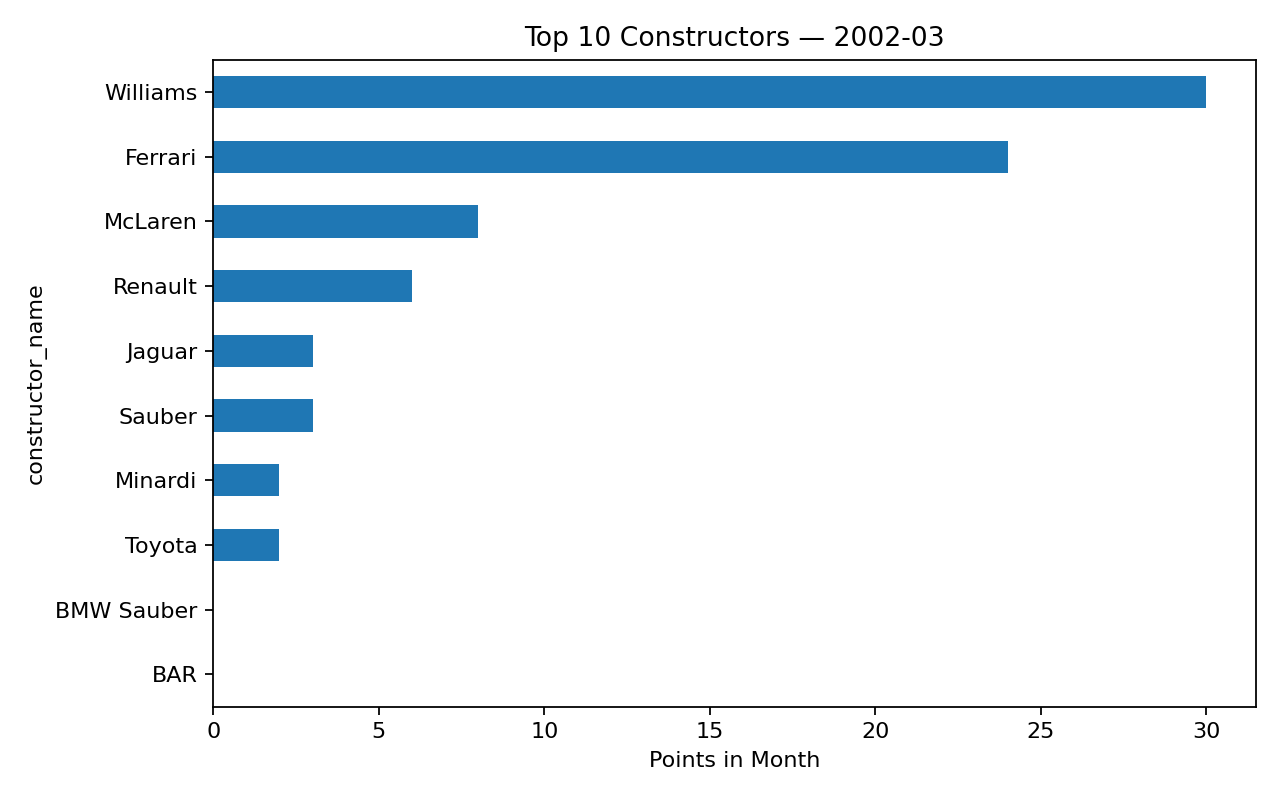 Top 10 Constructors — 2002-03
constructor_name
Williams
Ferrari
McLaren
Renault
Jaguar
Sauber
Minardi
Toyota
BMW Sauber
BAR
0 5 10 15 20 25 30
Points in Month